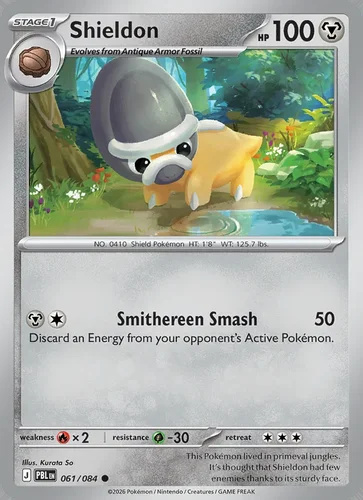 STAGE1
Shieldon
HP 100
Evolves from Antique Armor Fossil
NO. 0410 Shield Pokémon HT: 1'8" WT: 125.7 lbs.
Smithereen Smash 50
Discard an Energy from your opponent's Active Pokémon.
weakness ×2 resistance -30 retreat
Illus. Kurata So
This Pokémon lived in primeval jungles.
It's thought that Shieldon had few
enemies thanks to its sturdy face.
J PBL EN 061/084
©2026 Pokémon / Nintendo / Creatures / GAME FREAK